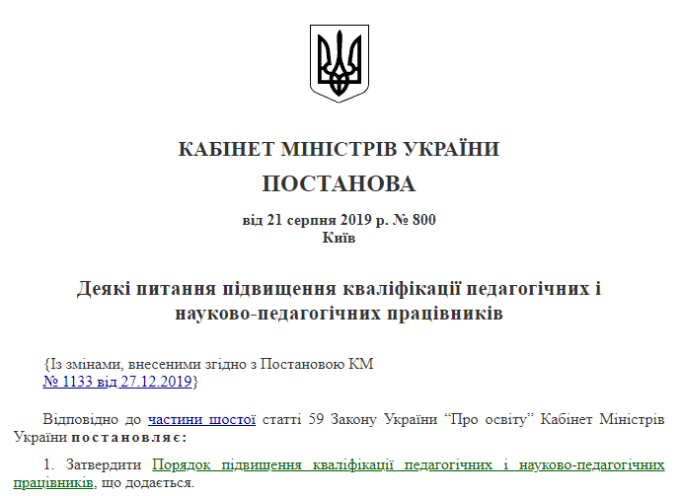 КАБІНЕТ МІНІСТРІВ УКРАЇНИ
ПОСТАНОВА
від 21 серпня 2019 р. № 800
Київ
Деякі питання підвищення кваліфікації педагогічних і
науково-педагогічних працівників
{Із змінами, внесеними згідно з Постановою КМ
№ 1133 від 27.12.2019}
Відповідно до частини шостої статті 59 Закону України “Про освіту” Кабінет Міністрів
України постановляє:
1. Затвердити Порядок підвищення кваліфікації педагогічних і науково-педагогічних
працівників, що додається.